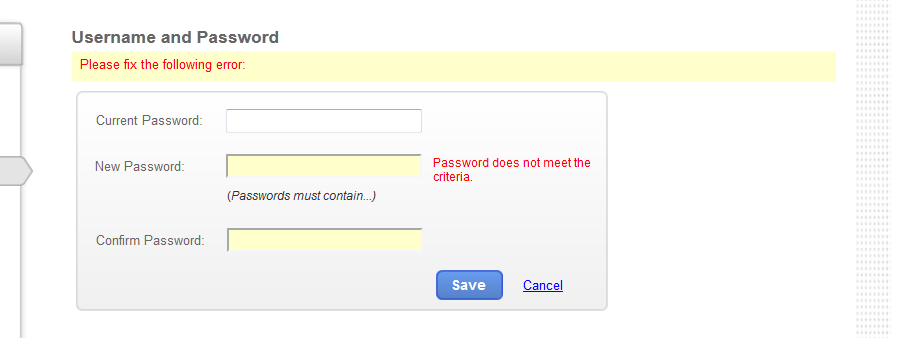 Username and Password
Please fix the following error:
Current Password:
New Password:
Password does not meet the
criteria.
(Passwords must contain...)
Confirm Password:
Save
Cancel